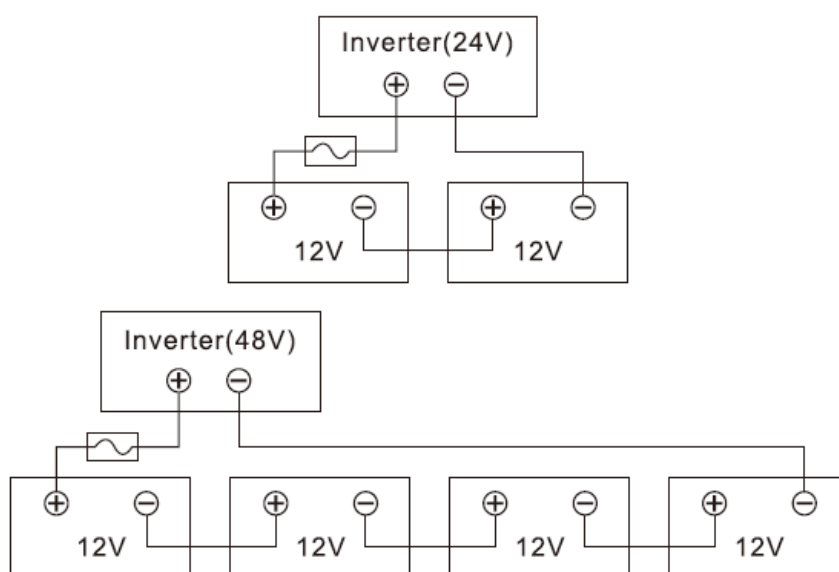 Inverter(24V)
+ −
+ − + −
12V 12V
Inverter(48V)
+ −
+ − + − + − + −
12V 12V 12V 12V